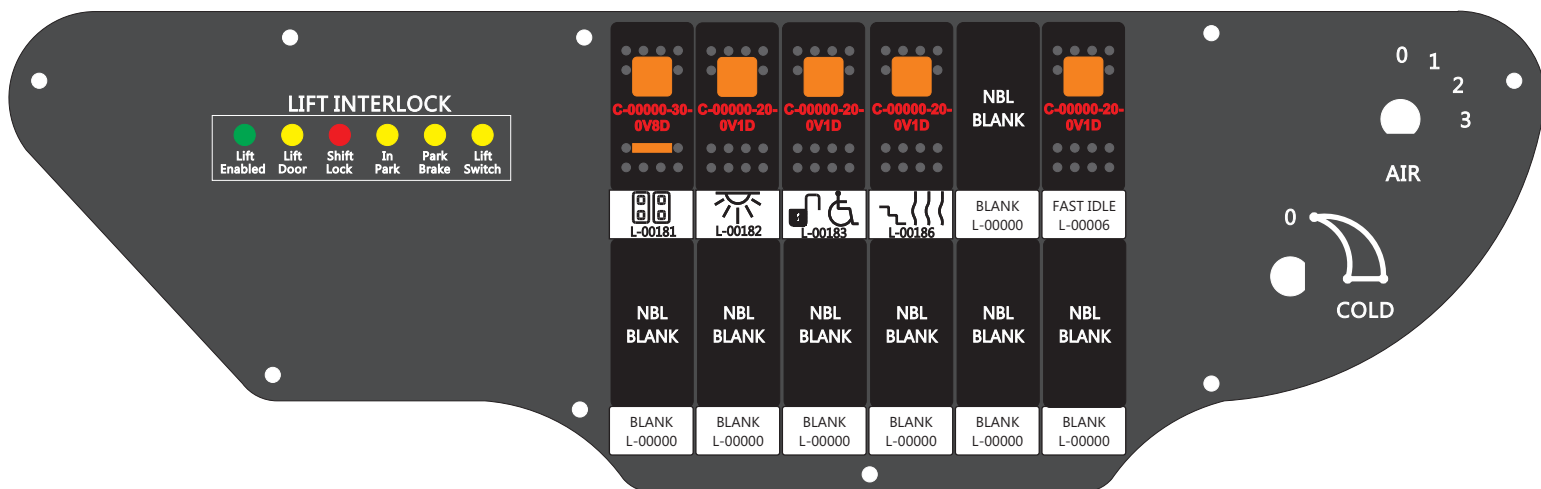 LIFT INTERLOCK
Lift
Enabled
Lift
Door
Shift
Lock
In
Park
Park
Brake
Lift
Switch
C-00000-30-
0V8D
C-00000-20-
0V1D
C-00000-20-
0V1D
C-00000-20-
0V1D
NBL
BLANK
C-00000-20-
0V1D
L-00181
L-00182
L-00183
L-00186
BLANK
L-00000
FAST IDLE
L-00006
NBL
BLANK
NBL
BLANK
NBL
BLANK
NBL
BLANK
NBL
BLANK
NBL
BLANK
BLANK
L-00000
BLANK
L-00000
BLANK
L-00000
BLANK
L-00000
BLANK
L-00000
BLANK
L-00000
0
1
2
3
AIR
0
COLD